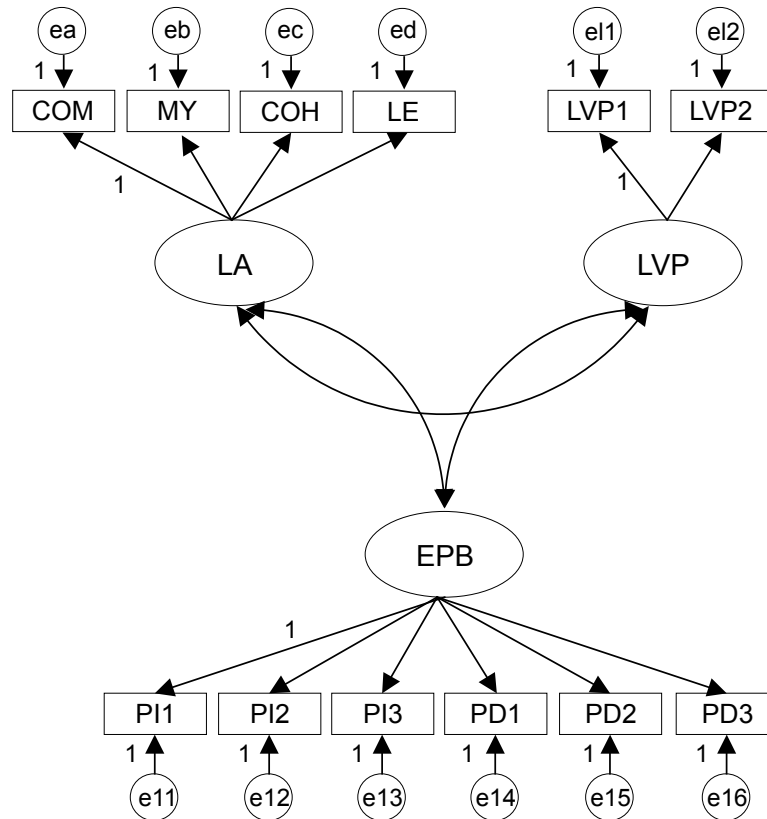 ea eb ec ed el1 el2
1 1 1 1 1 1
COM MY COH LE LVP1 LVP2
1 1
LA LVP
EPB
1
PI1 PI2 PI3 PD1 PD2 PD3
1 1 1 1 1 1
e11 e12 e13 e14 e15 e16